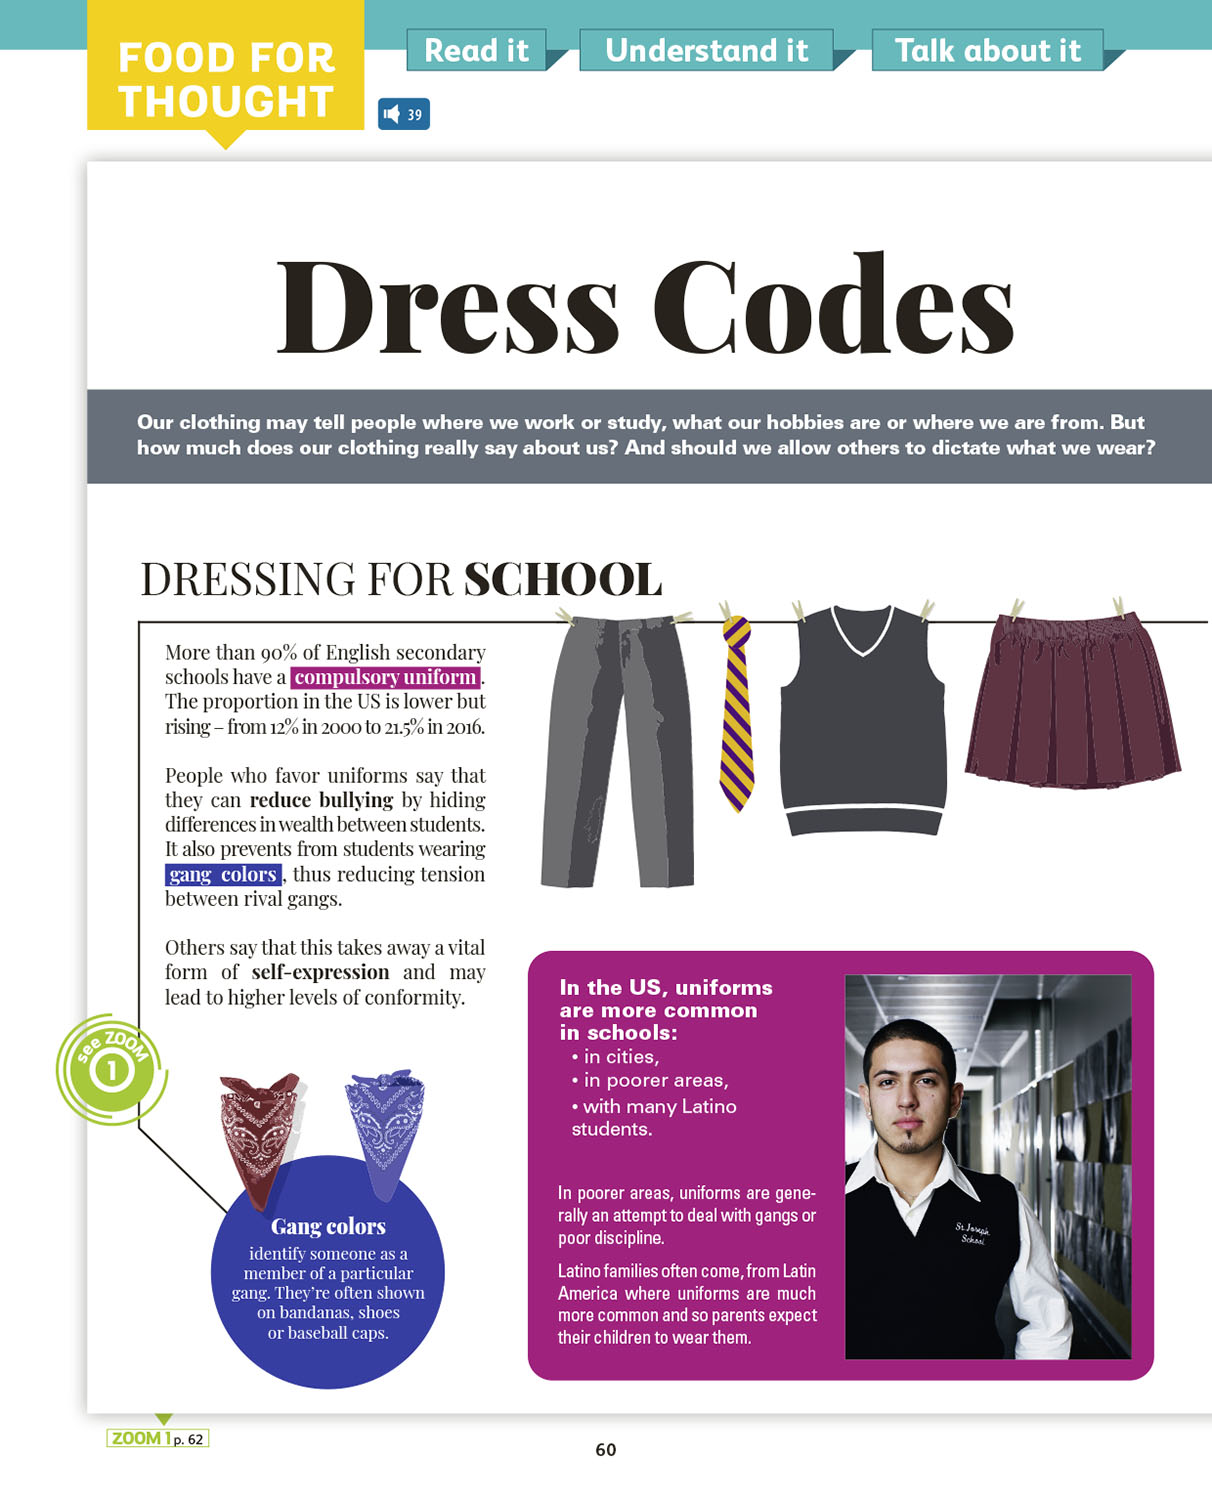 FOOD FOR
THOUGHT
Read it
Understand it
Talk about it
39
Dress Codes
Our clothing may tell people where we work or study, what our hobbies are or where we are from. But
how much does our clothing really say about us? And should we allow others to dictate what we wear?
DRESSING FOR SCHOOL
More than 90% of English secondary
schools have a compulsory uniform.
The proportion in the US is lower but
rising – from 12% in 2000 to 21.5% in 2016.
People who favor uniforms say that
they can reduce bullying by hiding
differences in wealth between students.
It also prevents from students wearing
gang colors, thus reducing tension
between rival gangs.
Others say that this takes away a vital
form of self-expression and may
lead to higher levels of conformity.
see ZOOM
1
Gang colors
identify someone as a
member of a particular
gang. They're often shown
on bandanas, shoes
or baseball caps.
In the US, uniforms
are more common
in schools:
• in cities,
• in poorer areas,
• with many Latino
students.
In poorer areas, uniforms are gene-
rally an attempt to deal with gangs or
poor discipline.
Latino families often come, from Latin
America where uniforms are much
more common and so parents expect
their children to wear them.
St. Joseph
School
ZOOM 1 p. 62
60